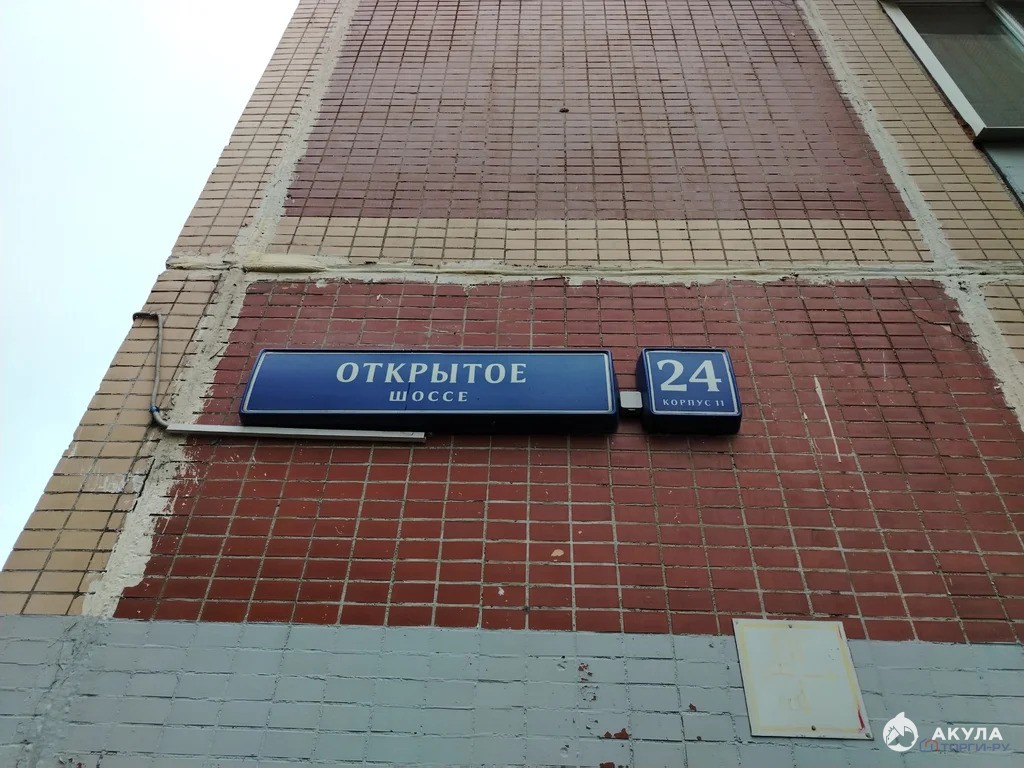 ОТКРЫТОЕ
ШОССЕ
24
КОРПУС 11
АКУЛА
ТОРГИ-РУ